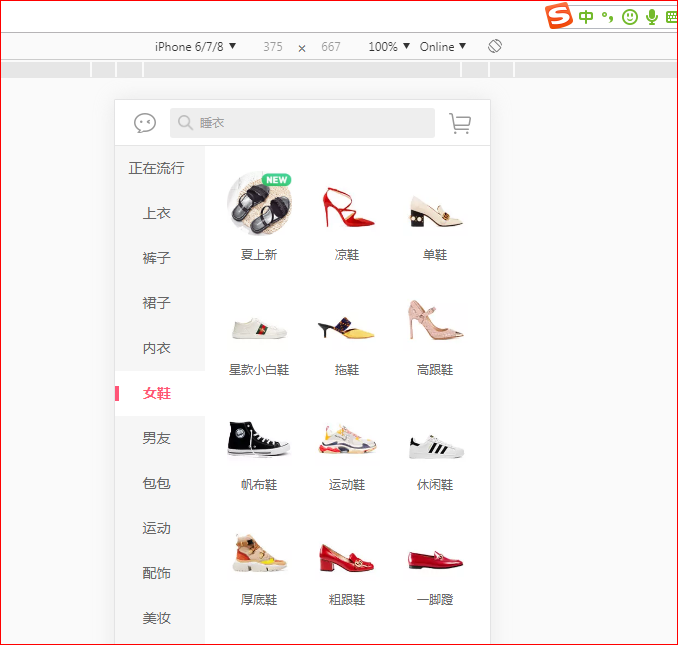 中
iPhone 6/7/8 ▼ 375 × 667 100% ▼ Online ▼
睡衣
正在流行
上衣
裤子
裙子
内衣
女鞋
男友
包包
运动
配饰
美妆
NEW
夏上新 凉鞋 单鞋
星款小白鞋 拖鞋 高跟鞋
帆布鞋 运动鞋 休闲鞋
厚底鞋 粗跟鞋 一脚蹬